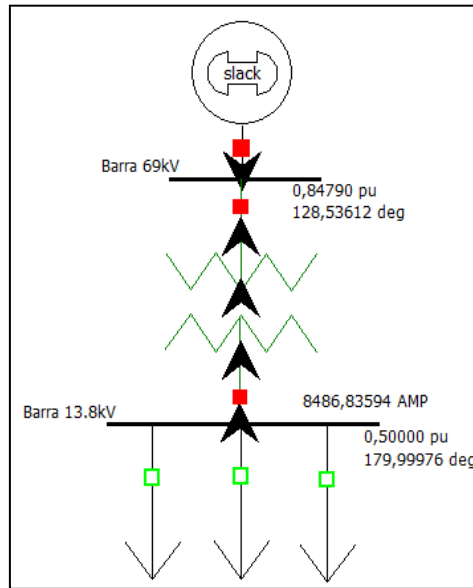 slack
Barra 69kV
0,84790 pu
128,53612 deg
Barra 13.8kV
8486,83594 AMP
0,50000 pu
179,99976 deg